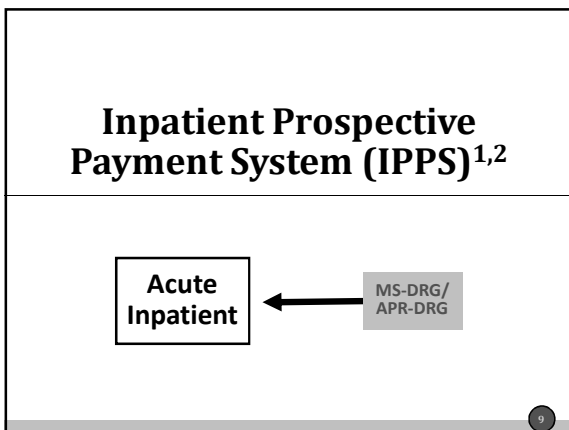 Inpatient Prospective
Payment System (IPPS)1,2
Acute
Inpatient
MS-DRG/
APR-DRG
9